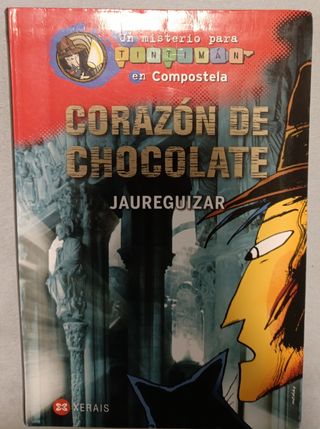 Un misterio para
TINTIMÁN
en Compostela
CORAZÓN DE
CHOCOLATE
JAUREGUIZAR
XERAIS